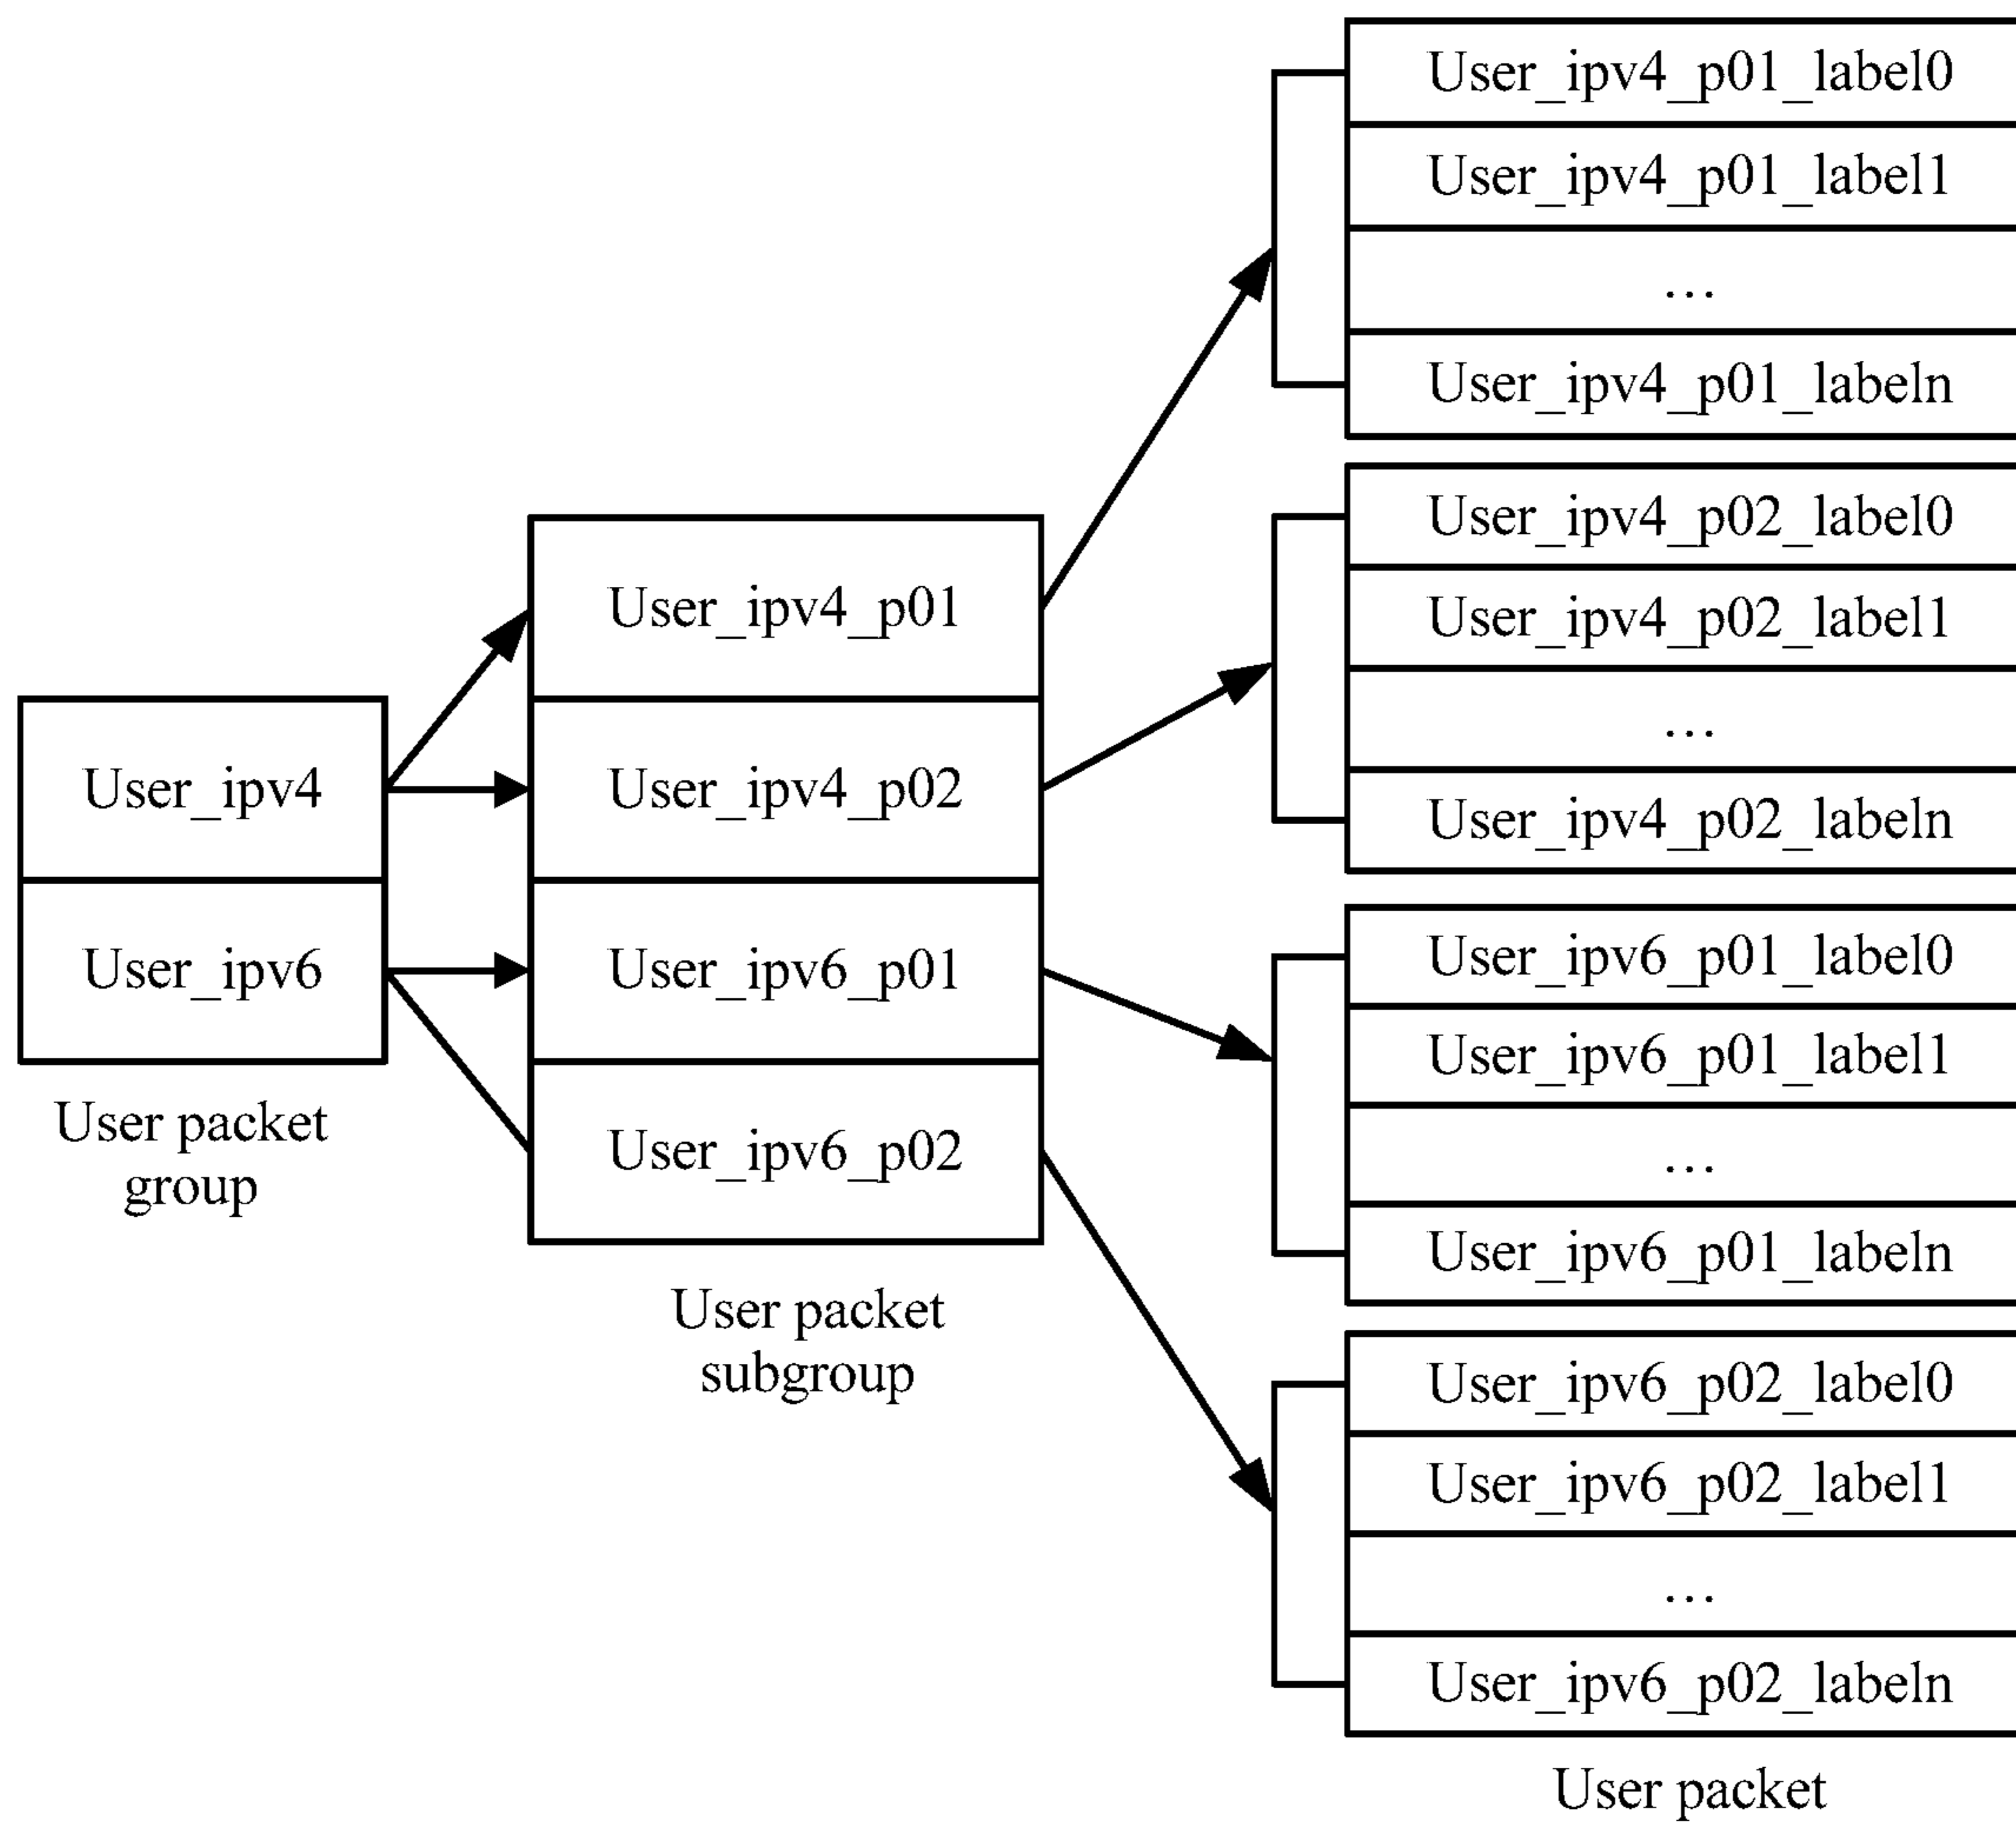 User_ipv4
User_ipv6
User packet
group
User_ipv4_p01
User_ipv4_p02
User_ipv6_p01
User_ipv6_p02
User packet
subgroup
User_ipv4_p01_label0
User_ipv4_p01_label1
...
User_ipv4_p01_labeln
User_ipv4_p02_label0
User_ipv4_p02_label1
...
User_ipv4_p02_labeln
User_ipv6_p01_label0
User_ipv6_p01_label1
...
User_ipv6_p01_labeln
User_ipv6_p02_label0
User_ipv6_p02_label1
...
User_ipv6_p02_labeln
User packet